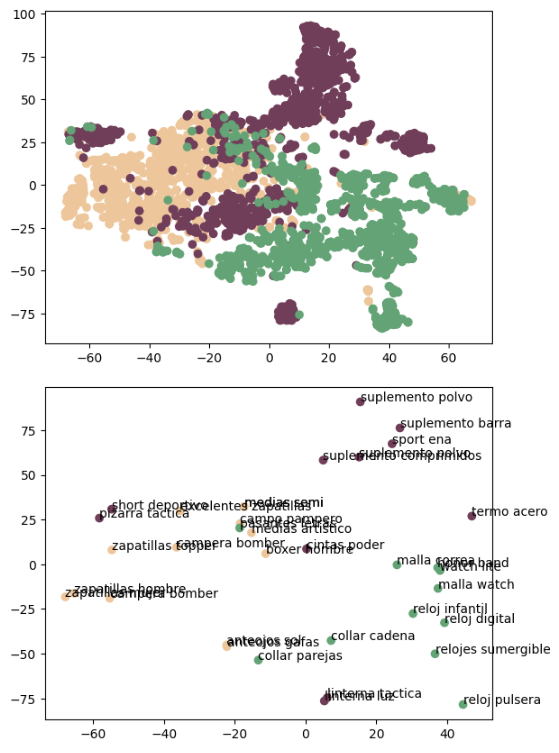 100
75
50
25
0
−25
−50
−75
−60 −40 −20 0 20 40 60
suplemento polvo
suplemento barra
75
sport ena
suplemento polvo
suplemento comprimidos
50
short deportivo excelentes zapatillas medias semi
termo acero
pizarra tactica
25
campo pampero
medias artistico
cintas poder
zapatillas topper
campera bomber
boxer hombre
malla correa
0
watch lite
malla watch
zapatillas hombre
campera bomber
reloj infantil
−25
reloj digital
anteojos sol
anteojos gafas
collar cadena
−50
collar parejas
relojes sumergible
linterna tactica
linterna luz
−75
reloj pulsera
−60 −40 −20 0 20 40